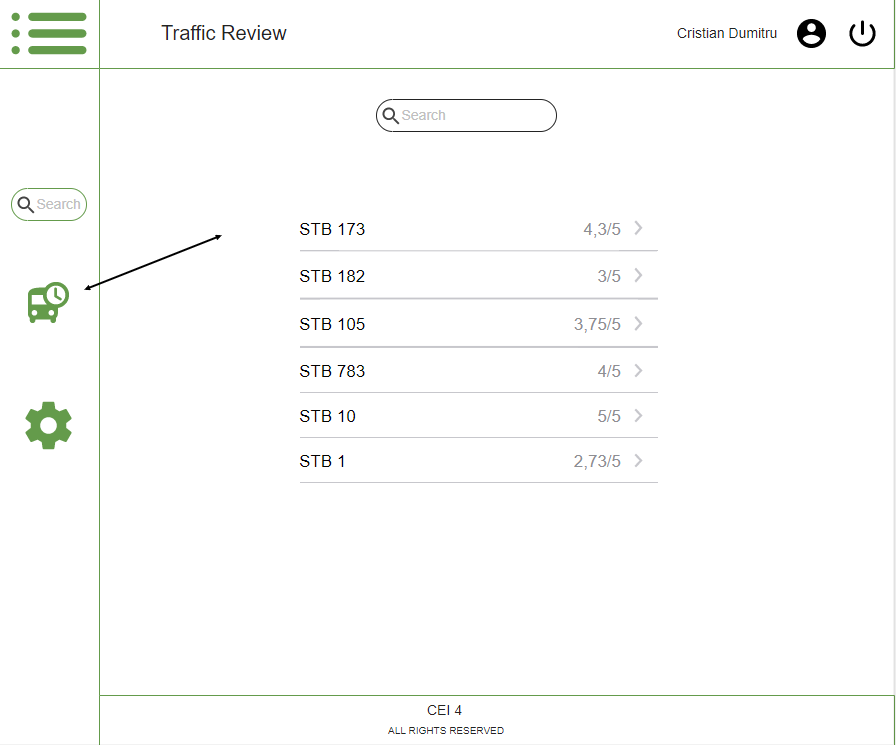 Traffic Review
Cristian Dumitru
Search
Search
STB 173 4,3/5
STB 182 3/5
STB 105 3,75/5
STB 783 4/5
STB 10 5/5
STB 1 2,73/5
CEI 4
ALL RIGHTS RESERVED